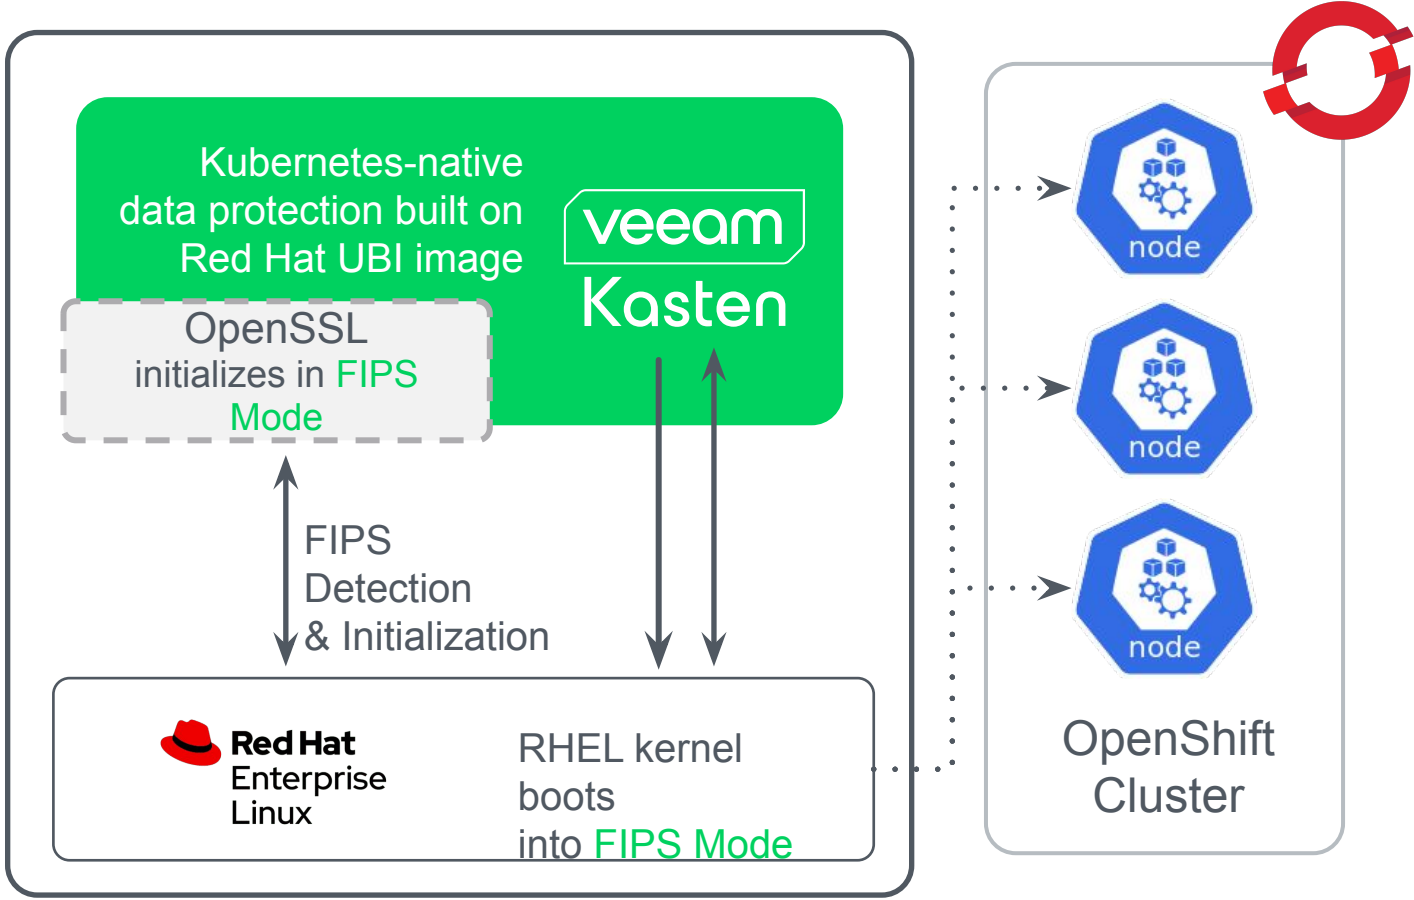 Kubernetes-native
data protection built on
Red Hat UBI image
veeam
Kasten
OpenSSL
initializes in FIPS
Mode
FIPS
Detection
& Initialization
Red Hat
Enterprise
Linux
RHEL kernel
boots
into FIPS Mode
node
node
node
OpenShift
Cluster